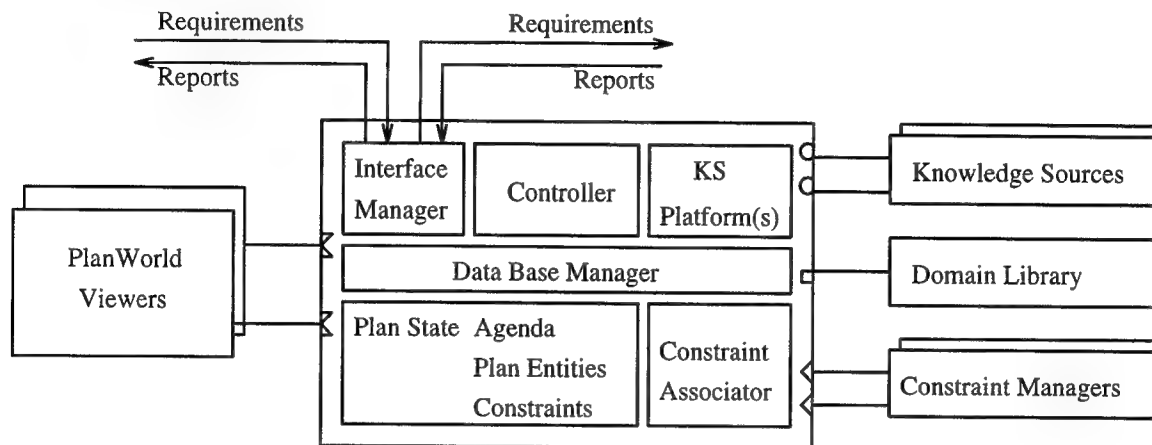 Requirements
Requirements
Reports
Reports
Interface
Manager
Controller
KS
Platform(s)
Knowledge Sources
PlanWorld
Viewers
Data Base Manager
Domain Library
Plan State Agenda
Plan Entities
Constraints
Constraint
Associator
Constraint Managers